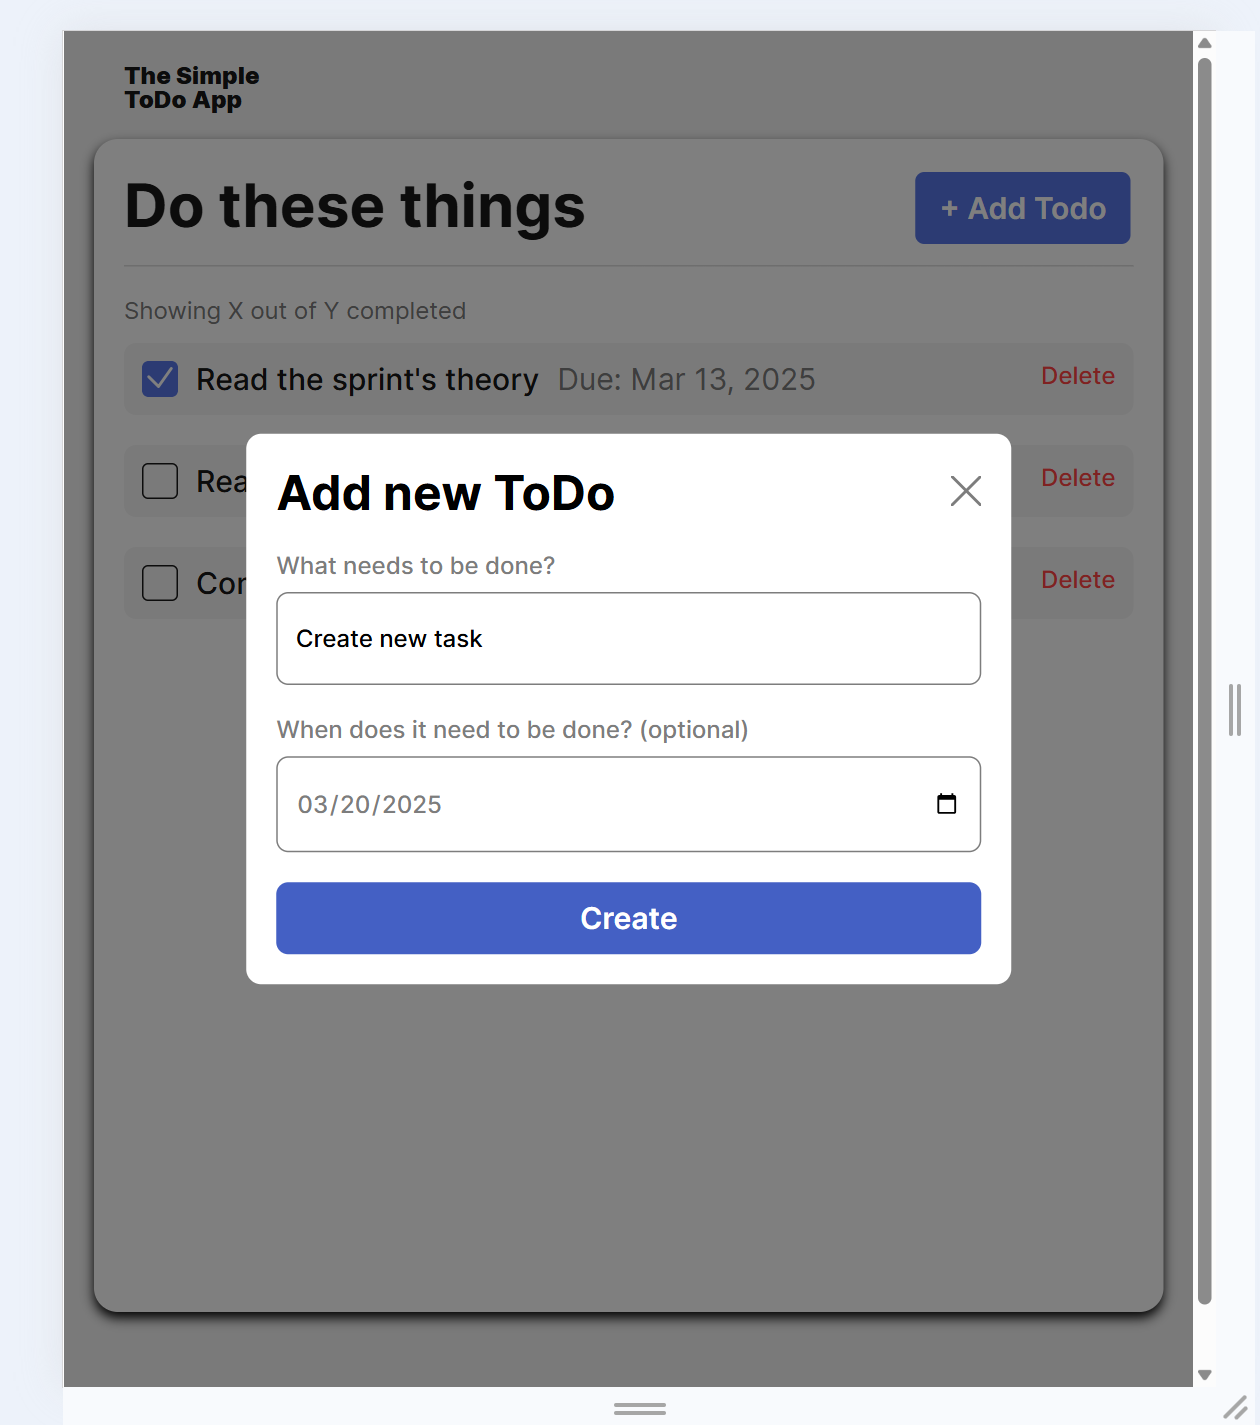 The Simple
ToDo App
Do these things
+ Add Todo
Showing X out of Y completed
Read the sprint's theory Due: Mar 13, 2025 Delete
Rea Delete
Con Delete
Add new ToDo
What needs to be done?
Create new task
When does it need to be done? (optional)
03/20/2025
Create